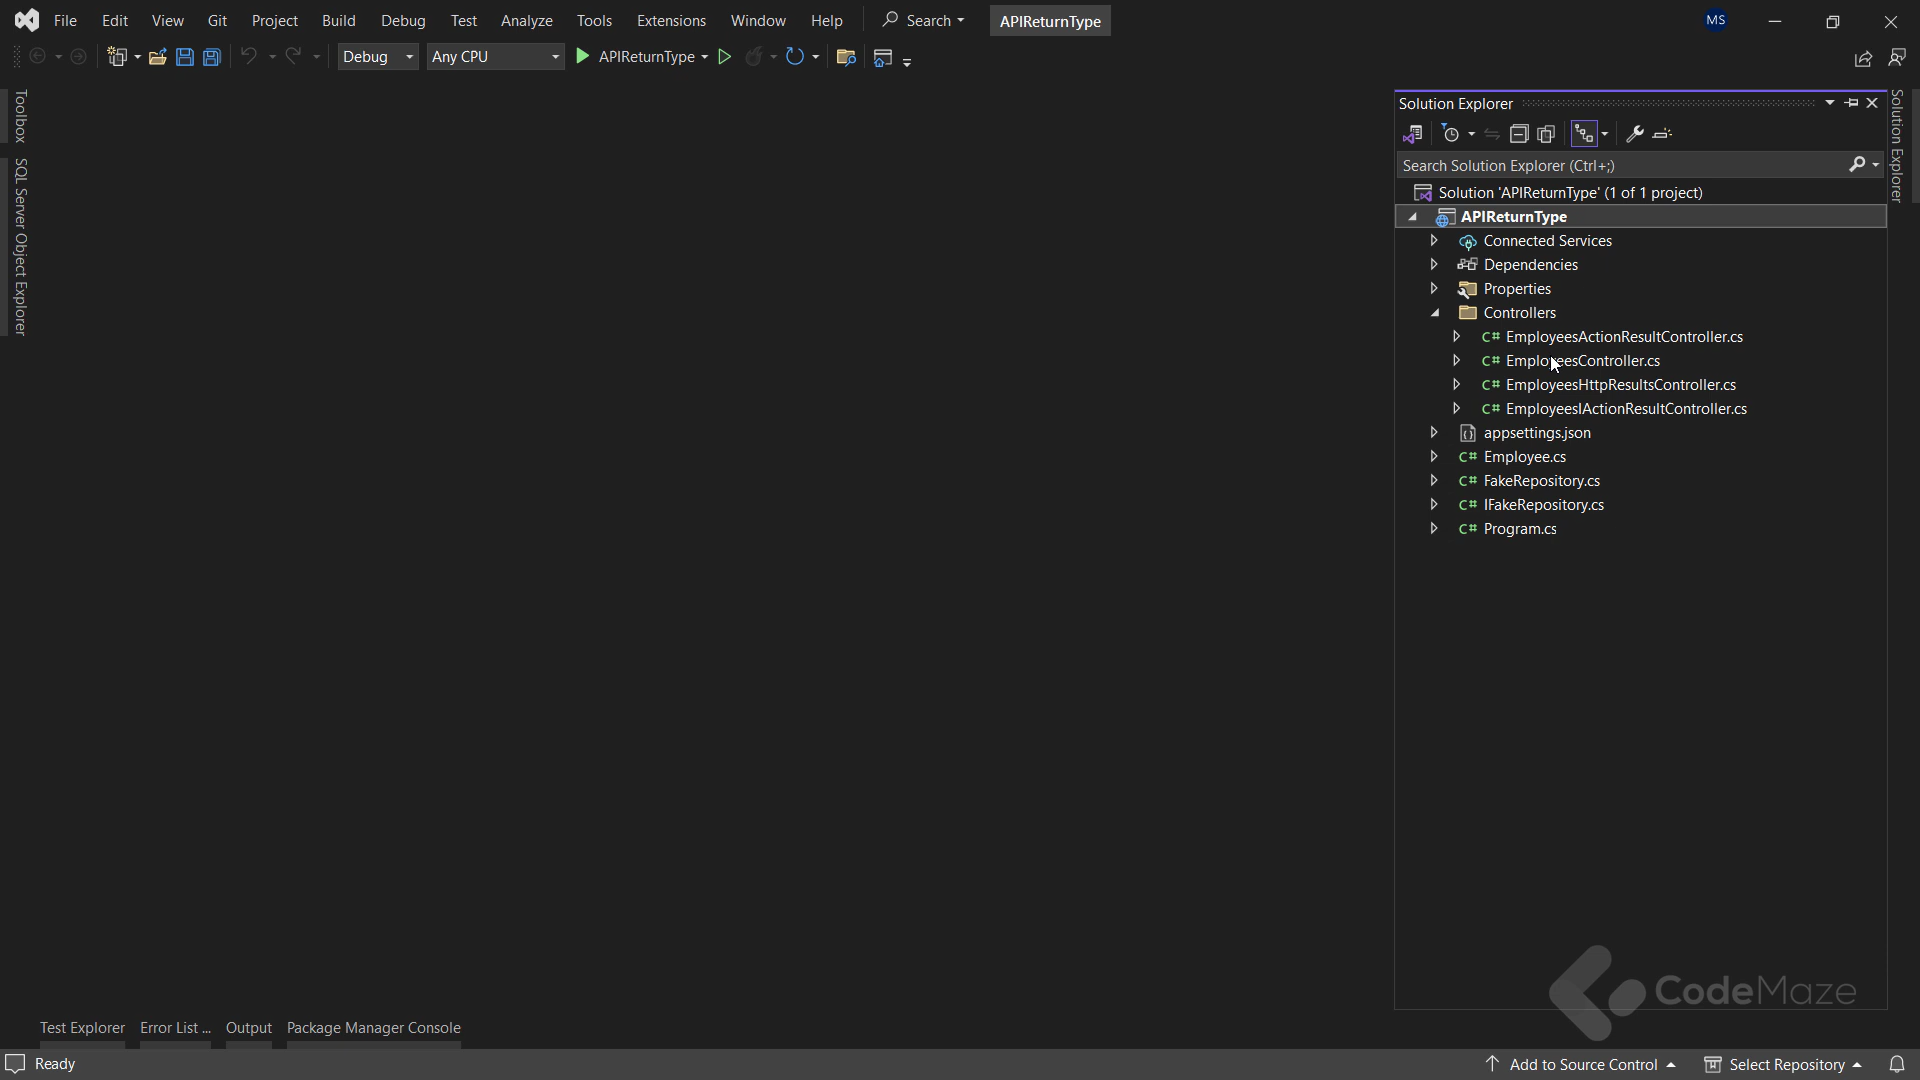 File Edit View Git Project Build Debug Test Analyze Tools Extensions Window Help Search APIReturnType MS
Debug Any CPU APIReturnType
Toolbox
SQL Server Object Explorer
Solution Explorer
Solution Explorer
Search Solution Explorer (Ctrl+;)
Solution 'APIReturnType' (1 of 1 project)
APIReturnType
Connected Services
Dependencies
Properties
Controllers
C# EmployeesActionResultController.cs
C# EmployeesController.cs
C# EmployeesHttpResultsController.cs
C# EmployeesIActionResultController.cs
appsettings.json
C# Employee.cs
C# FakeRepository.cs
C# IFakeRepository.cs
C# Program.cs
CodeMaze
Test Explorer Error List ... Output Package Manager Console
Ready Add to Source Control Select Repository